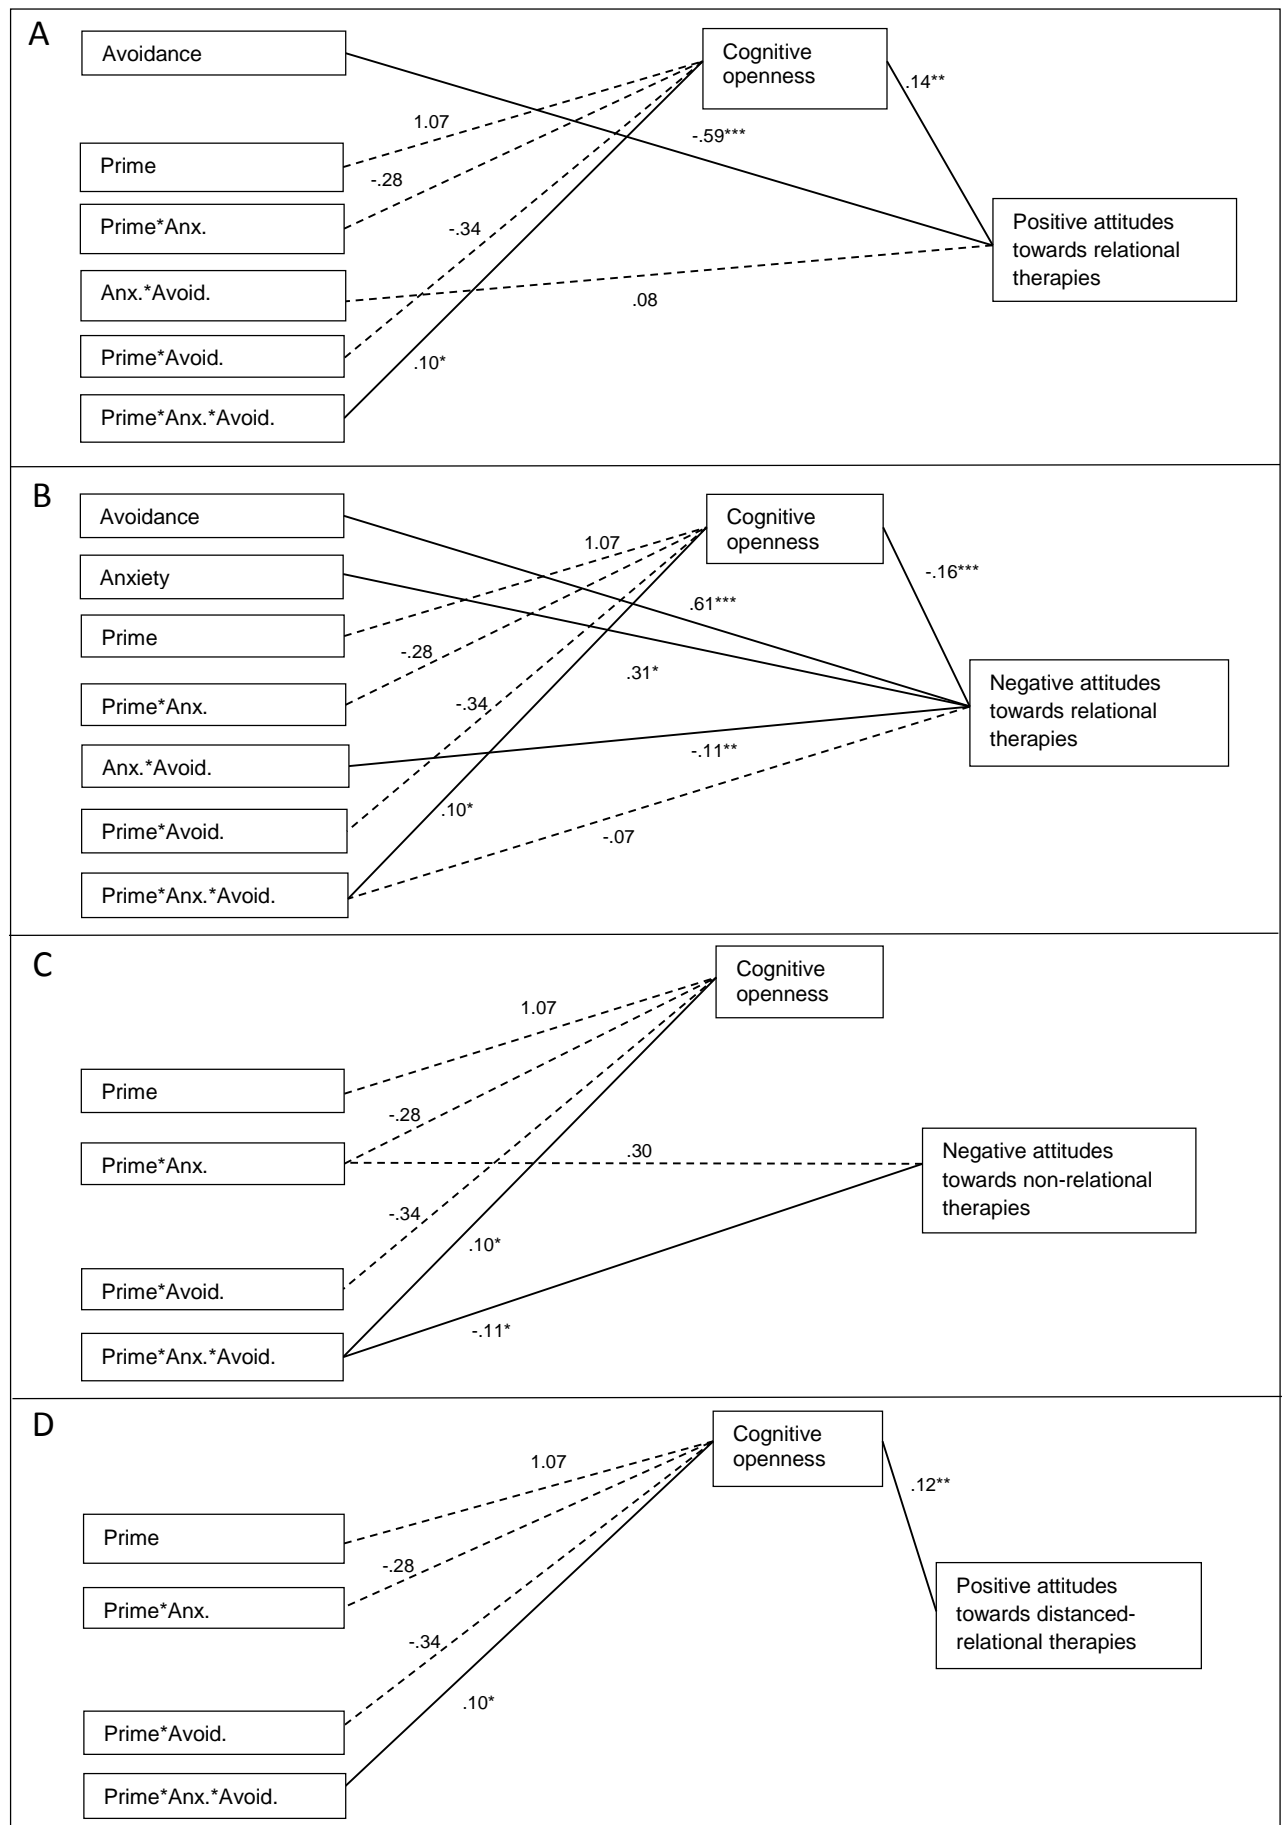 A
Avoidance
Cognitive
openness
.14**
1.07
-.59***
Prime
-.28
Prime*Anx.
-.34
Positive attitudes
towards relational
therapies
Anx.*Avoid.
.08
Prime*Avoid.
.10*
Prime*Anx.*Avoid.
B
Avoidance
Cognitive
openness
1.07
-.16***
Anxiety
.61***
Prime
-.28
.31*
Negative attitudes
towards relational
therapies
Prime*Anx.
-.34
-.11**
Anx.*Avoid.
.10*
Prime*Avoid.
-.07
Prime*Anx.*Avoid.
C
Cognitive
openness
1.07
Prime
-.28
.30
Prime*Anx.
Negative attitudes
towards non-relational
therapies
-.34
.10*
Prime*Avoid.
-.11*
Prime*Anx.*Avoid.
D
Cognitive
openness
1.07
.12**
Prime
-.28
Prime*Anx.
Positive attitudes
towards distanced-
relational therapies
-.34
.10*
Prime*Avoid.
Prime*Anx.*Avoid.